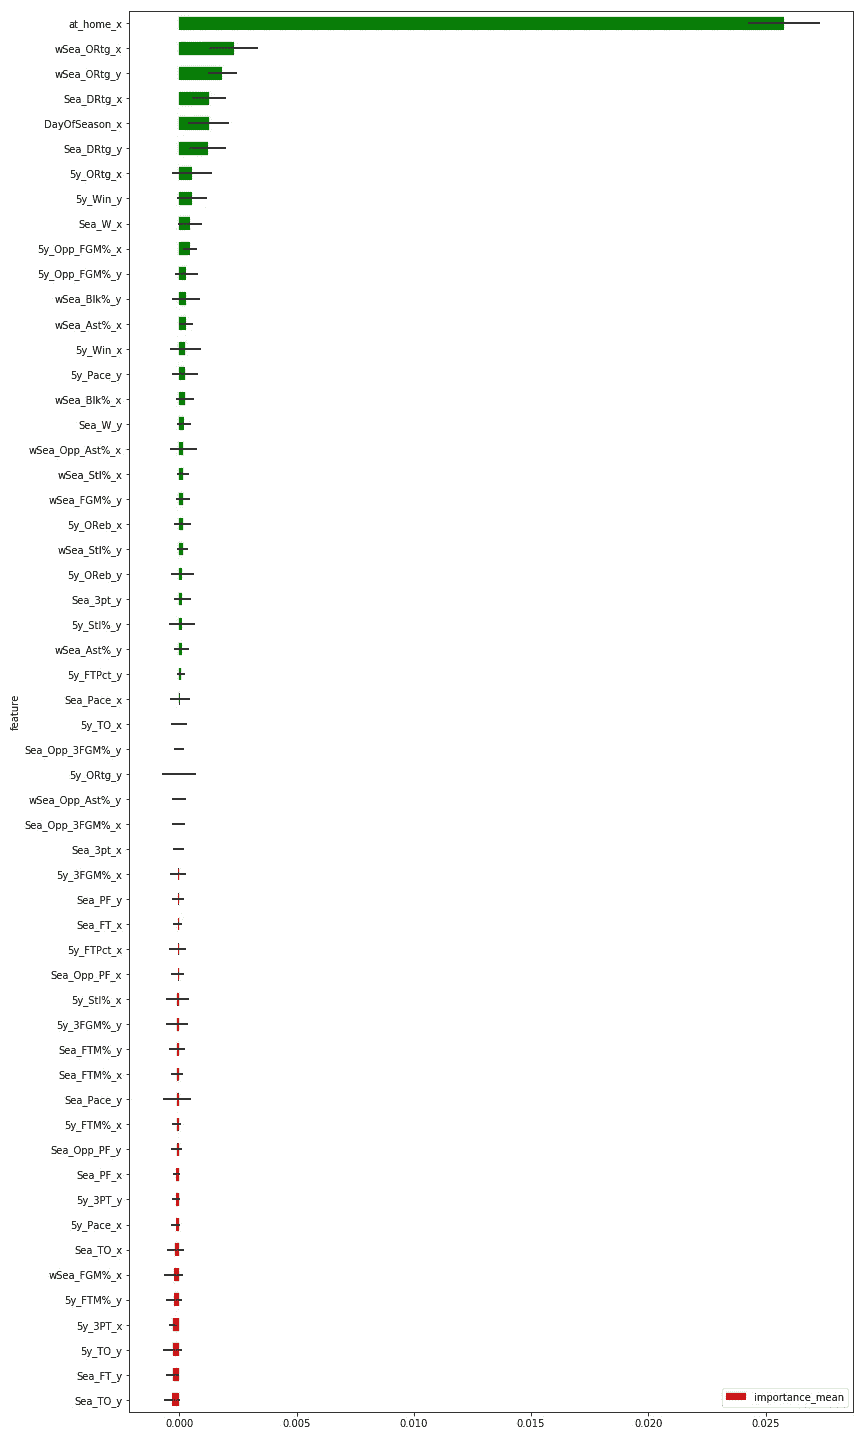 at_home_x
wSea_ORtg_x
wSea_ORtg_y
Sea_DRtg_x
DayOfSeason_x
Sea_DRtg_y
5y_ORtg_x
5y_Win_y
Sea_W_x
5y_Opp_FGM%_x
5y_Opp_FGM%_y
wSea_Blk%_y
wSea_Ast%_x
5y_Win_x
5y_Pace_y
wSea_Blk%_x
Sea_W_y
wSea_Opp_Ast%_x
wSea_Stl%_x
wSea_FGM%_y
5y_OReb_x
wSea_Stl%_y
5y_OReb_y
Sea_3pt_y
5y_Stl%_y
wSea_Ast%_y
5y_FTPct_y
Sea_Pace_x
feature
5y_TO_x
Sea_Opp_3FGM%_y
5y_ORtg_y
wSea_Opp_Ast%_y
Sea_Opp_3FGM%_x
Sea_3pt_x
5y_3FGM%_x
Sea_PF_y
Sea_FT_x
5y_FTPct_x
Sea_Opp_PF_x
5y_Stl%_x
5y_3FGM%_y
Sea_FTM%_y
Sea_FTM%_x
Sea_Pace_y
5y_FTM%_x
Sea_Opp_PF_y
Sea_PF_x
5y_3PT_y
5y_Pace_x
Sea_TO_x
wSea_FGM%_x
5y_FTM%_y
5y_3PT_x
5y_TO_y
Sea_FT_y
Sea_TO_y
importance_mean
0.000 0.005 0.010 0.015 0.020 0.025